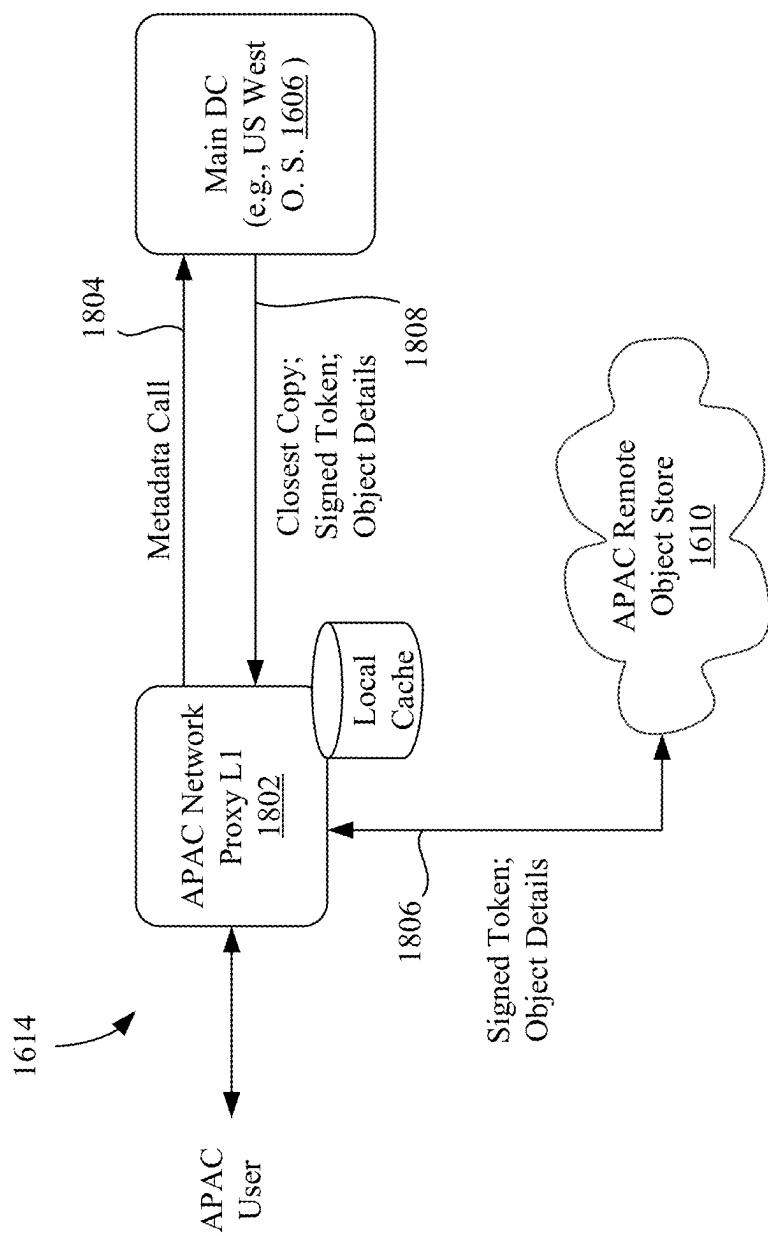 1614
APAC
User
APAC Network
Proxy L1
1802
Local
Cache
Metadata Call
1804
Closest Copy;
Signed Token;
Object Details
1808
Main DC
(e.g., US West
O. S. 1606 )
1806
Signed Token;
Object Details
APAC Remote
Object Store
1610